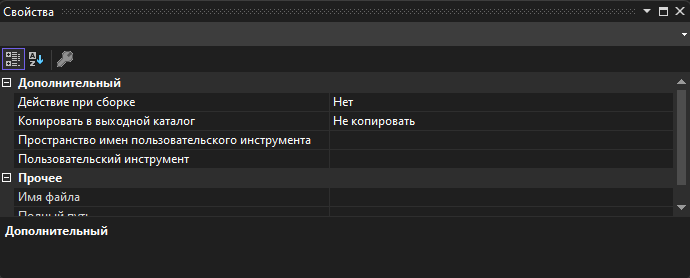 Свойства
Дополнительный
Действие при сборке Нет
Копировать в выходной каталог Не копировать
Пространство имен пользовательского инструмента
Пользовательский инструмент
Прочее
Имя файла
Полный путь
Дополнительный